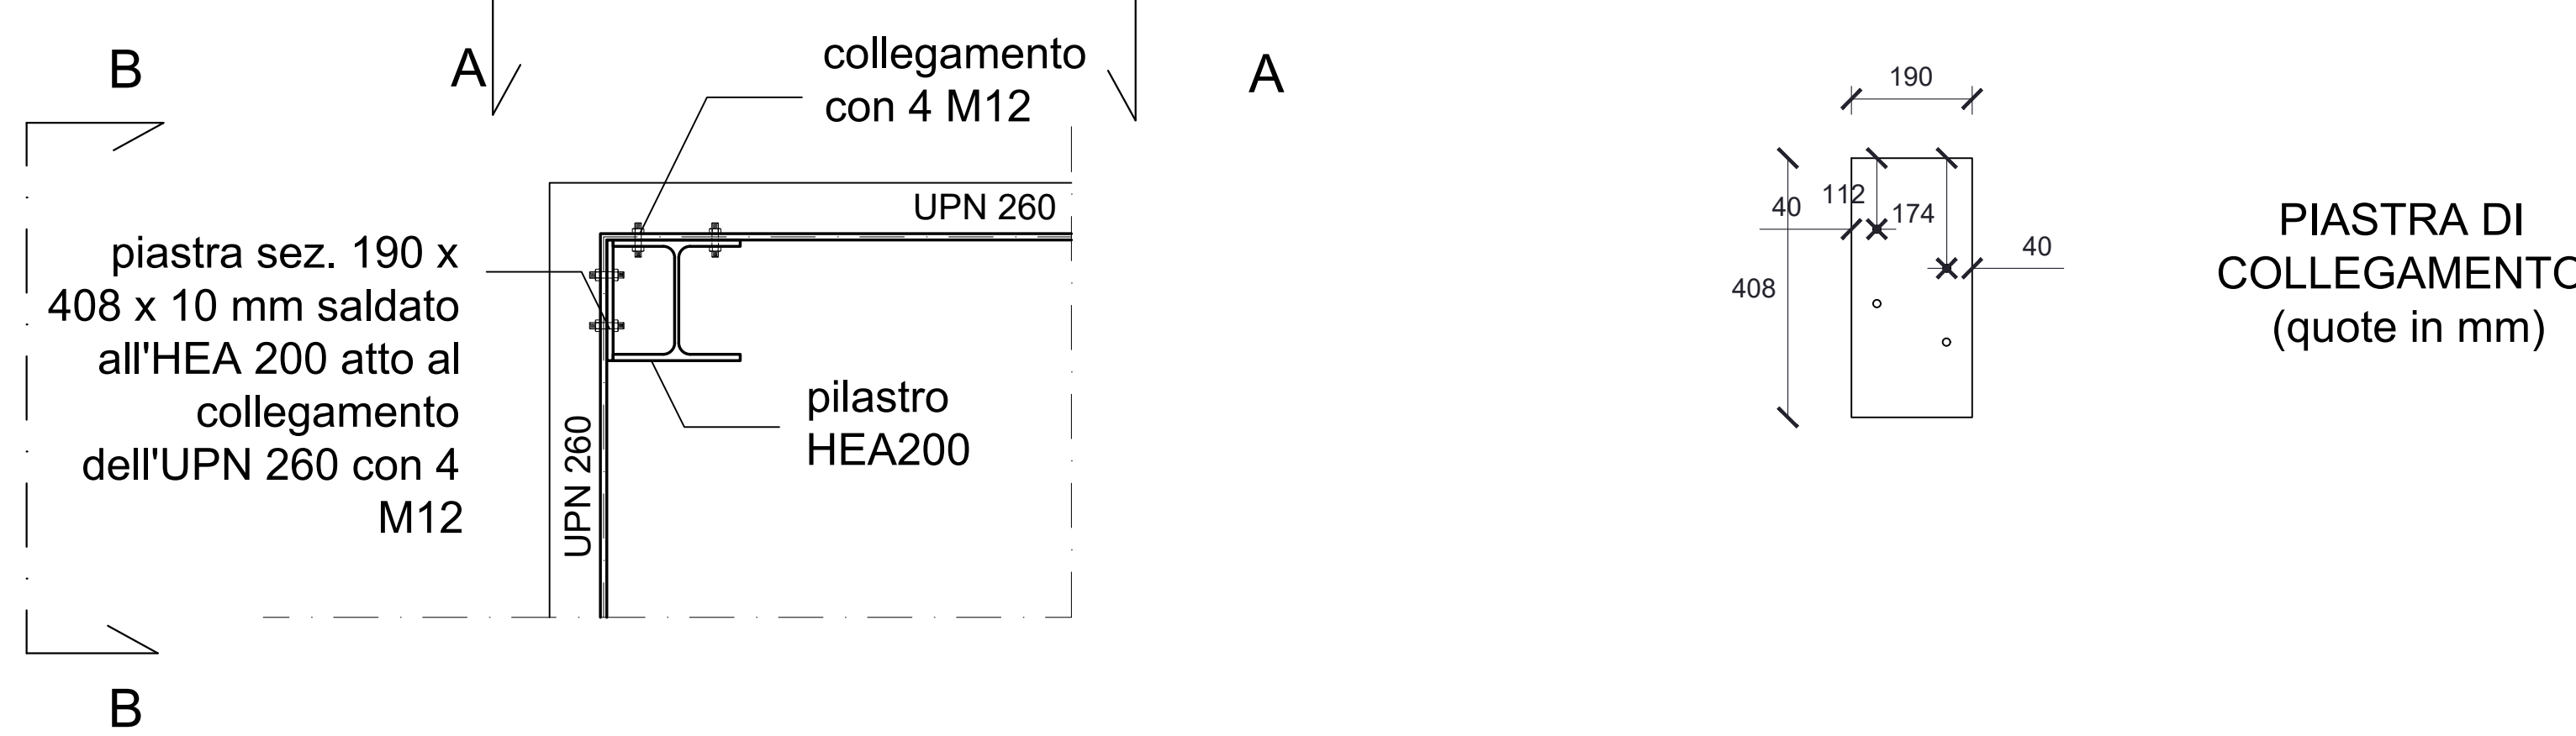 B
A
collegamento
con 4 M12
A
UPN 260
piastra sez. 190 x
408 x 10 mm saldato
all'HEA 200 atto al
collegamento
dell'UPN 260 con 4
M12
UPN 260
pilastro
HEA200
B
190
40
112
174
40
408
PIASTRA DI
COLLEGAMENTO
(quote in mm)